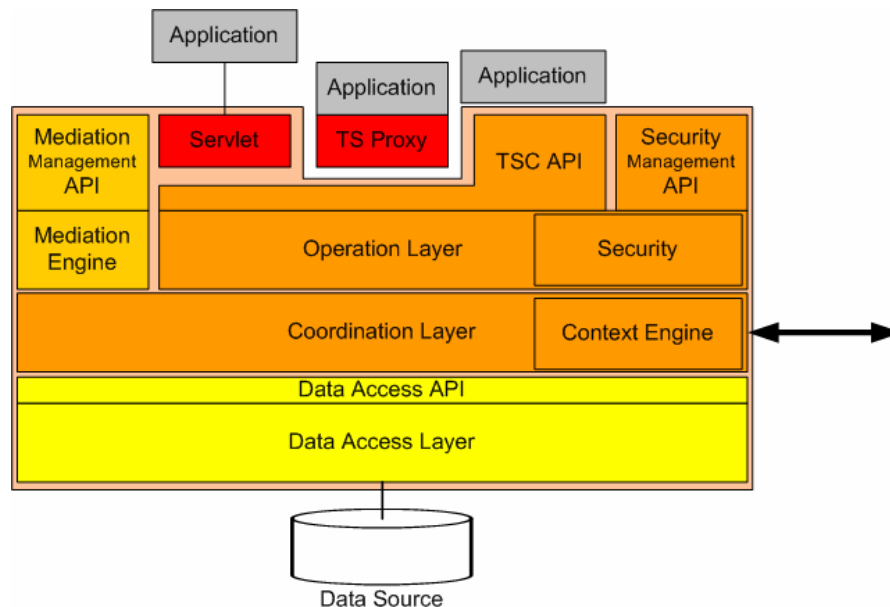 Application
Application
Application
Mediation
Management
API
Servlet
TS Proxy
TSC API
Security
Management
API
Mediation
Engine
Operation Layer
Security
Coordination Layer
Context Engine
Data Access API
Data Access Layer
Data Source